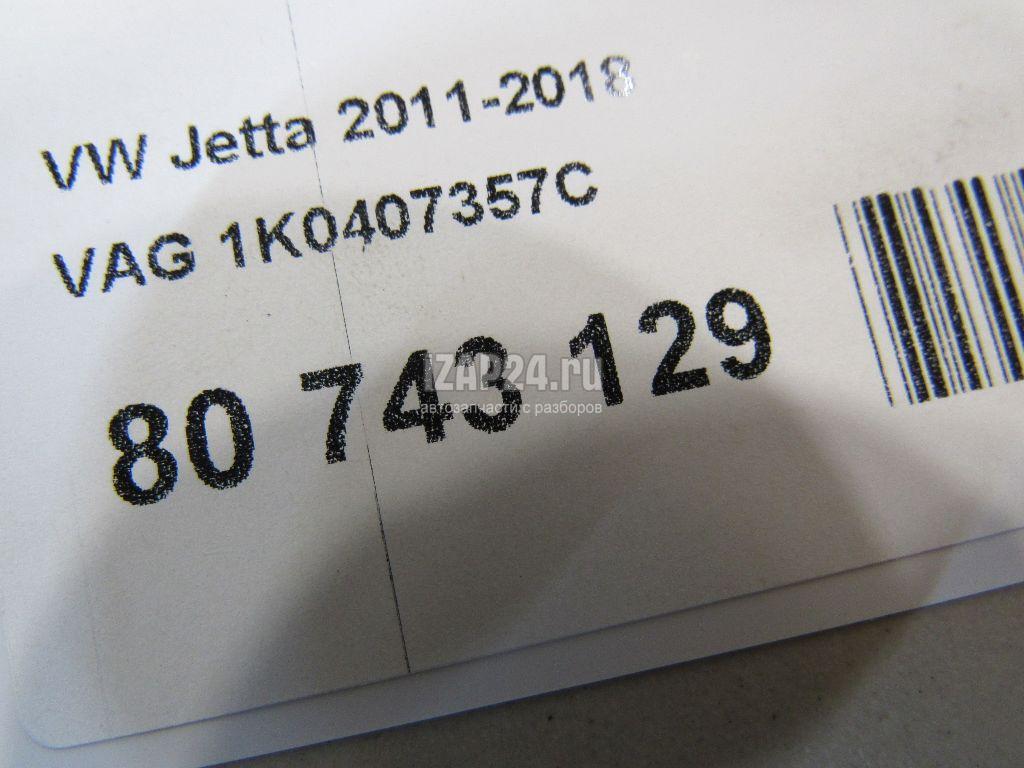 VW Jetta 2011-2018
VAG 1K0407357C
80 743 129
IZAP24.ru
автозапчасти с разборов